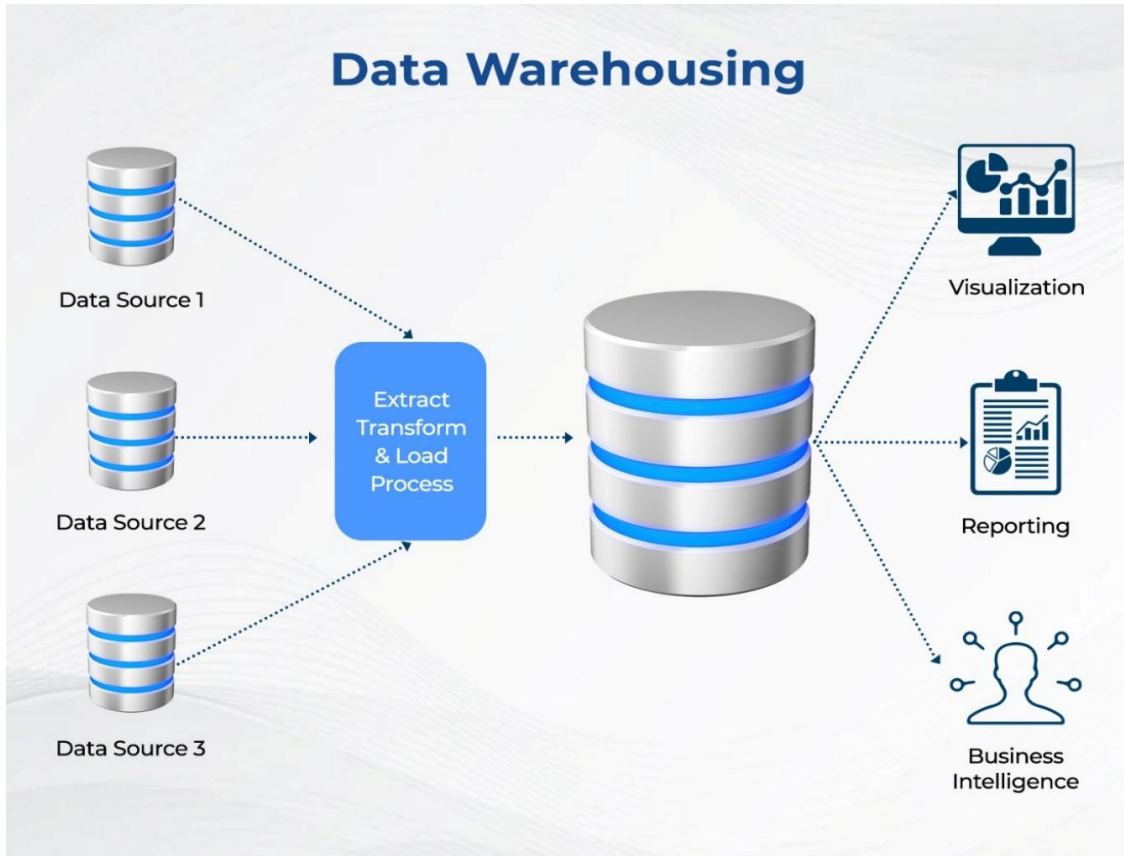 Data Warehousing
Data Source 1
Data Source 2
Data Source 3
Extract
Transform
& Load
Process
Visualization
Reporting
Business
Intelligence